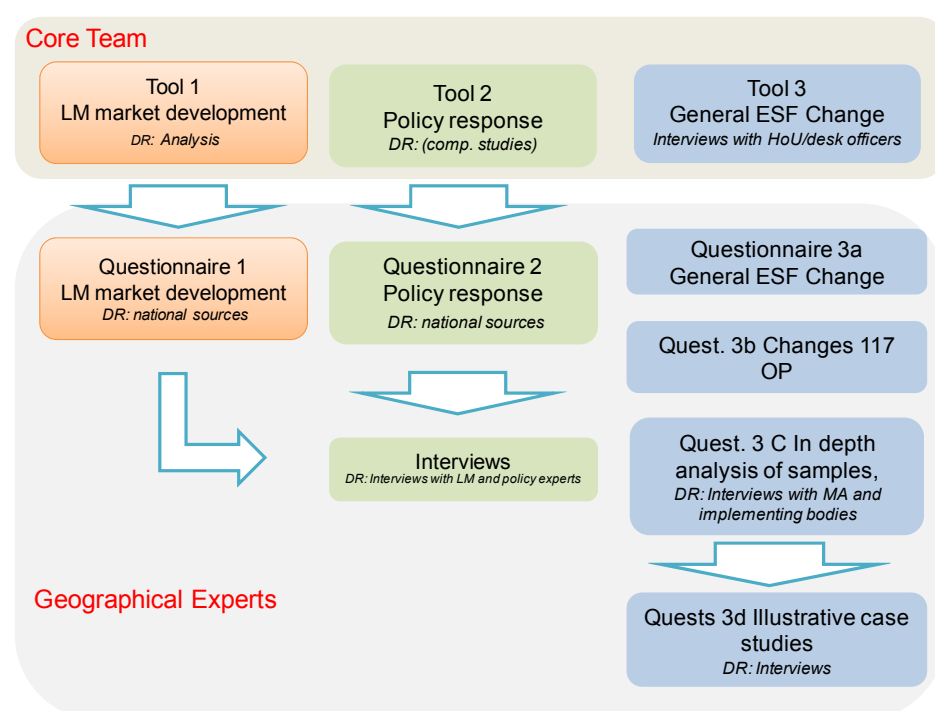 Core Team
Tool 1
LM market development
DR: Analysis
Tool 2
Policy response
DR: (comp. studies)
Tool 3
General ESF Change
Interviews with HoU/desk officers
Questionnaire 1
LM market development
DR: national sources
Questionnaire 2
Policy response
DR: national sources
Questionnaire 3a
General ESF Change
Quest. 3b Changes 117
OP
Interviews
DR: Interviews with LM and policy experts
Quest. 3 C In depth
analysis of samples,
DR: Interviews with MA and
implementing bodies
Geographical Experts
Quests 3d Illustrative case
studies
DR: Interviews